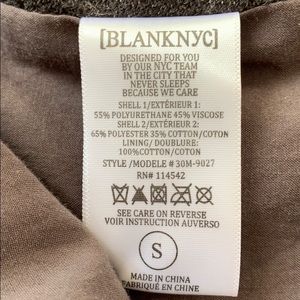 [BLANKNYC]
DESIGNED FOR YOU
BY OUR NYC TEAM
IN THE CITY THAT
NEVER SLEEPS
BECAUSE WE CARE
SHELL 1/EXTÉRIEUR 1:
55% POLYURETHANE 45% VISCOSE
SHELL 2/EXTÉRIEUR 2:
65% POLYESTER 35% COTTON/COTON
LINING/ DOUBLURE:
100%COTTON/COTON
STYLE /MODELE # 30M-9027
RN# 114542
SEE CARE ON REVERSE
VOIR INSTRUCTION AUVERSO
S
MADE IN CHINA
FABRIQUÉ EN CHINE